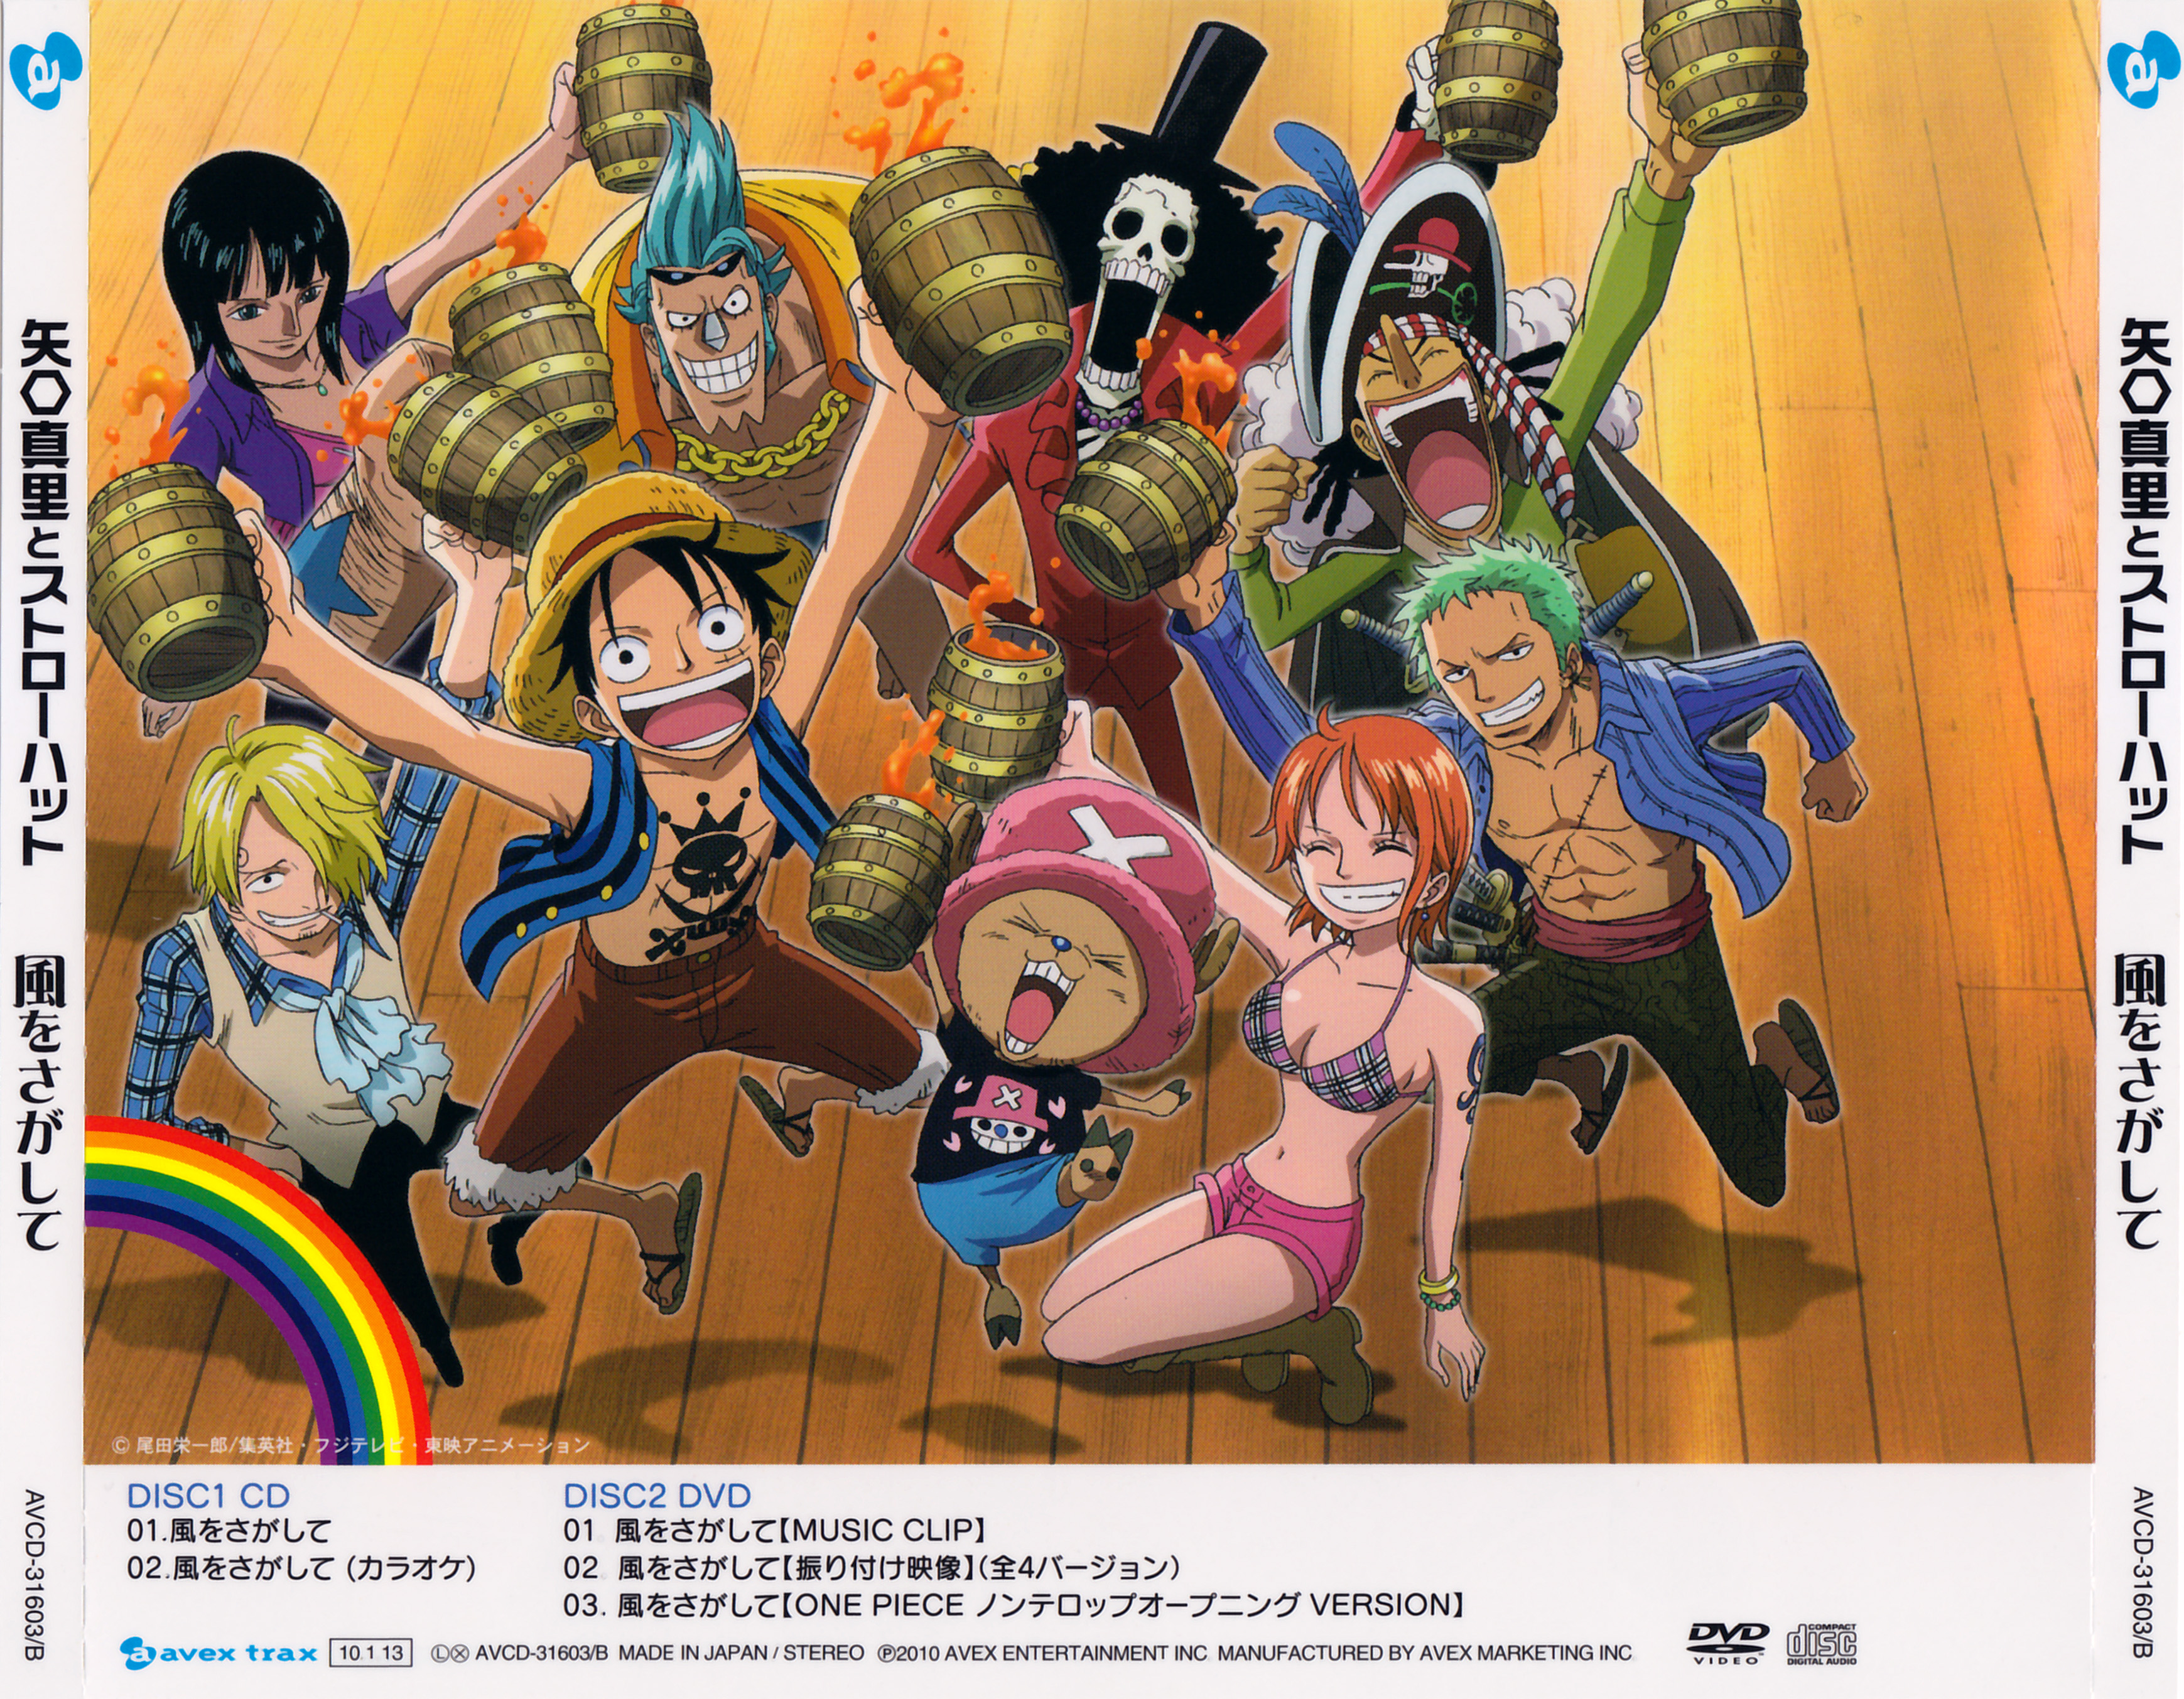 a
矢口真里とストローハット
風をさがして
AVCD-31603/B
© 尾田栄一郎/集英社・フジテレビ・東映アニメーション
DISC1 CD
01.風をさがして
02.風をさがして (カラオケ)
DISC2 DVD
01. 風をさがして【MUSIC CLIP】
02. 風をさがして【振り付け映像】(全4バージョン)
03. 風をさがして【ONE PIECE ノンテロップオープニング VERSION】
a avex trax 10.1.13 ⓁⓍ AVCD-31603/B MADE IN JAPAN / STEREO ℗2010 AVEX ENTERTAINMENT INC. MANUFACTURED BY AVEX MARKETING INC.
DVD VIDEO
COMPACT disc DIGITAL AUDIO
a
矢口真里とストローハット
風をさがして
AVCD-31603/B